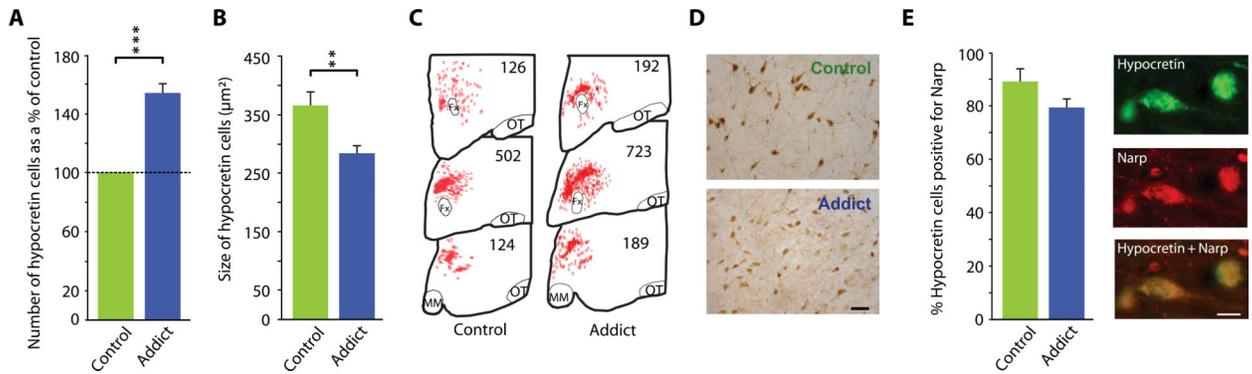 A
Number of hypocretin cells as a % of control
180
140
100
60
20
0
***
Control
Addict
B
Size of hypocretin cells (µm²)
450
350
250
150
50
0
**
Control
Addict
C
126
Fx
OT
502
Fx
OT
124
MM
OT
Control
192
Fx
OT
723
Fx
OT
189
MM
OT
Addict
D
Control
Addict
E
% Hypocretin cells positive for Narp
100
80
60
40
20
0
Control
Addict
Hypocretin
Narp
Hypocretin + Narp